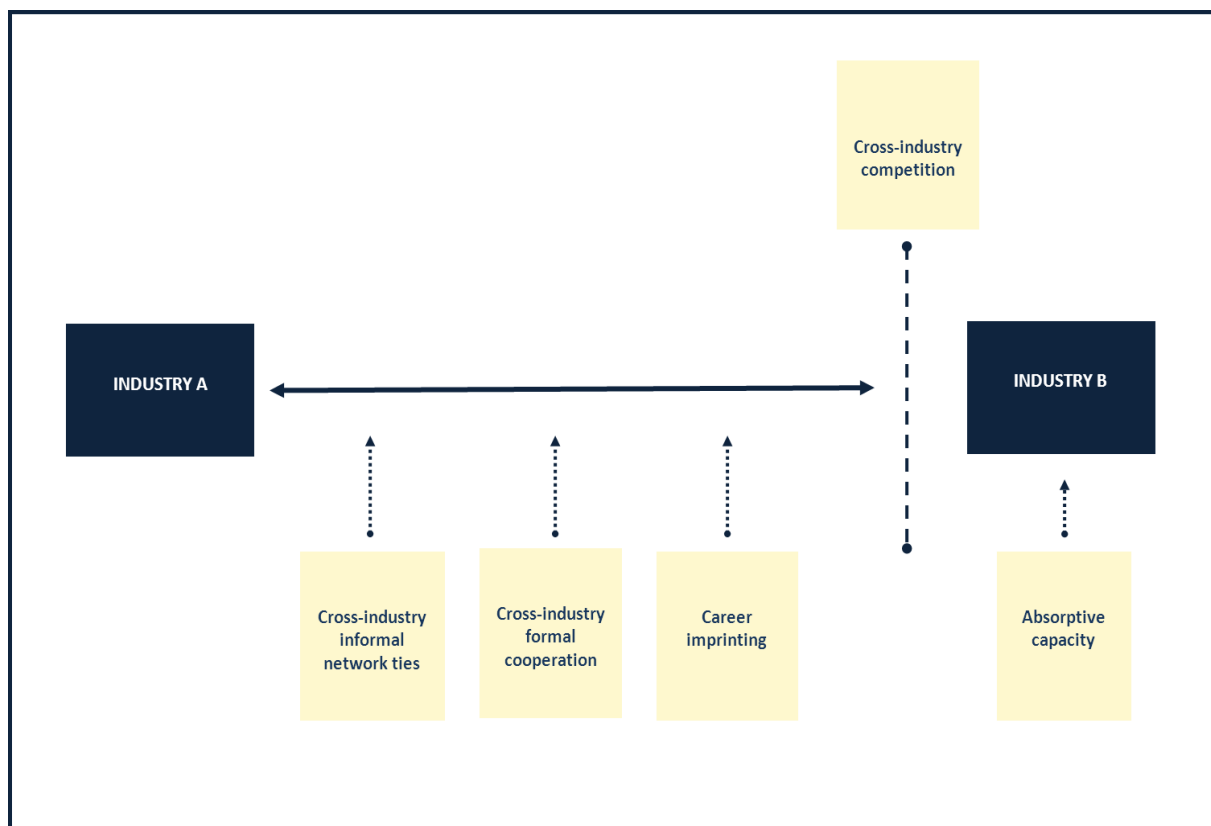 Cross-industry
competition
INDUSTRY A
INDUSTRY B
Cross-industry
informal
network ties
Cross-industry
formal
cooperation
Career
imprinting
Absorptive
capacity